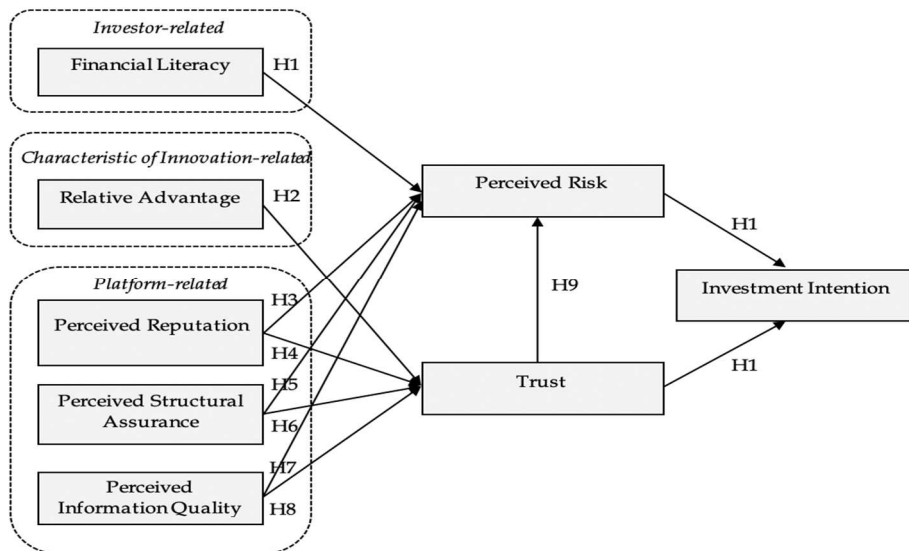 Investor-related
Financial Literacy
H1
Characteristic of Innovation-related
Relative Advantage
H2
Platform-related
Perceived Reputation
H3
H4
Perceived Structural
Assurance
H5
H6
Perceived
Information Quality
H7
H8
Perceived Risk
H9
Trust
H1
H1
Investment Intention